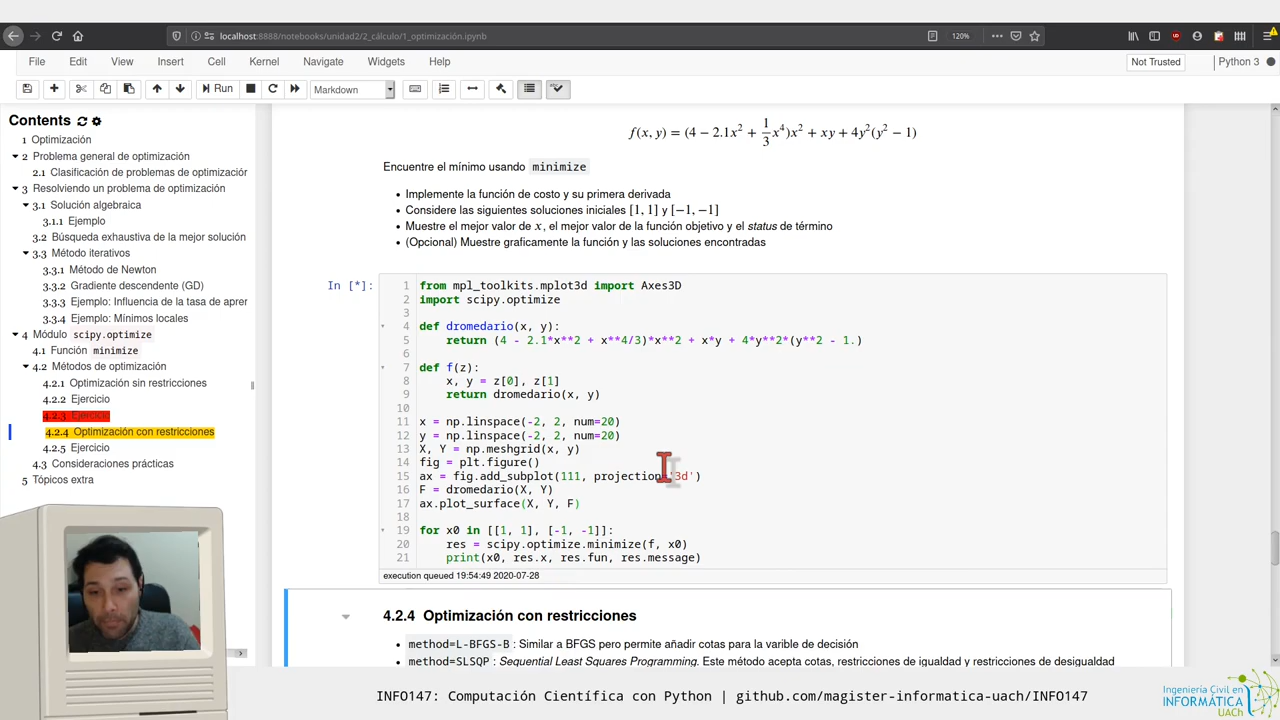 localhost:8888/notebooks/unidad2/2_cálculo/1_optimización.ipynb
120%
File Edit View Insert Cell Kernel Navigate Widgets Help
Not Trusted
Python 3
Run
Markdown
Contents
1 Optimización
2 Problema general de optimización
2.1 Clasificación de problemas de optimizaciór
3 Resolviendo un problema de optimización
3.1 Solución algebraica
3.1.1 Ejemplo
3.2 Búsqueda exhaustiva de la mejor solución
3.3 Método iterativos
3.3.1 Método de Newton
3.3.2 Gradiente descendente (GD)
3.3.3 Ejemplo: Influencia de la tasa de aprer
3.3.4 Ejemplo: Mínimos locales
4 Módulo scipy.optimize
4.1 Función minimize
4.2 Métodos de optimización
4.2.1 Optimización sin restricciones
4.2.2 Ejercicio
4.2.3 Ejercicio
4.2.4 Optimización con restricciones
4.2.5 Ejercicio
4.3 Consideraciones prácticas
5 Tópicos extra
f(x, y) = (4 − 2.1x² + 1/3 x⁴)x² + xy + 4y²(y² − 1)
Encuentre el mínimo usando minimize
• Implemente la función de costo y su primera derivada
• Considere las siguientes soluciones iniciales [1, 1] y [−1, −1]
• Muestre el mejor valor de x, el mejor valor de la función objetivo y el status de término
• (Opcional) Muestre graficamente la función y las soluciones encontradas
In [*]:
1 from mpl_toolkits.mplot3d import Axes3D
2 import scipy.optimize
3
4 def dromedario(x, y):
5 return (4 - 2.1*x**2 + x**4/3)*x**2 + x*y + 4*y**2*(y**2 - 1.)
6
7 def f(z):
8 x, y = z[0], z[1]
9 return dromedario(x, y)
10
11 x = np.linspace(-2, 2, num=20)
12 y = np.linspace(-2, 2, num=20)
13 X, Y = np.meshgrid(x, y)
14 fig = plt.figure()
15 ax = fig.add_subplot(111, projection='3d')
16 F = dromedario(X, Y)
17 ax.plot_surface(X, Y, F)
18
19 for x0 in [[1, 1], [-1, -1]]:
20 res = scipy.optimize.minimize(f, x0)
21 print(x0, res.x, res.fun, res.message)
execution queued 19:54:49 2020-07-28
4.2.4 Optimización con restricciones
• method=L-BFGS-B : Similar a BFGS pero permite añadir cotas para la varible de decisión
• method=SLSQP : Sequential Least Squares Programming. Este método acepta cotas, restricciones de igualdad y restricciones de desigualdad
INFO147: Computación Científica con Python | github.com/magister-informatica-uach/INFO147
Ingeniería Civil en
INFORMÁTICA
UACh